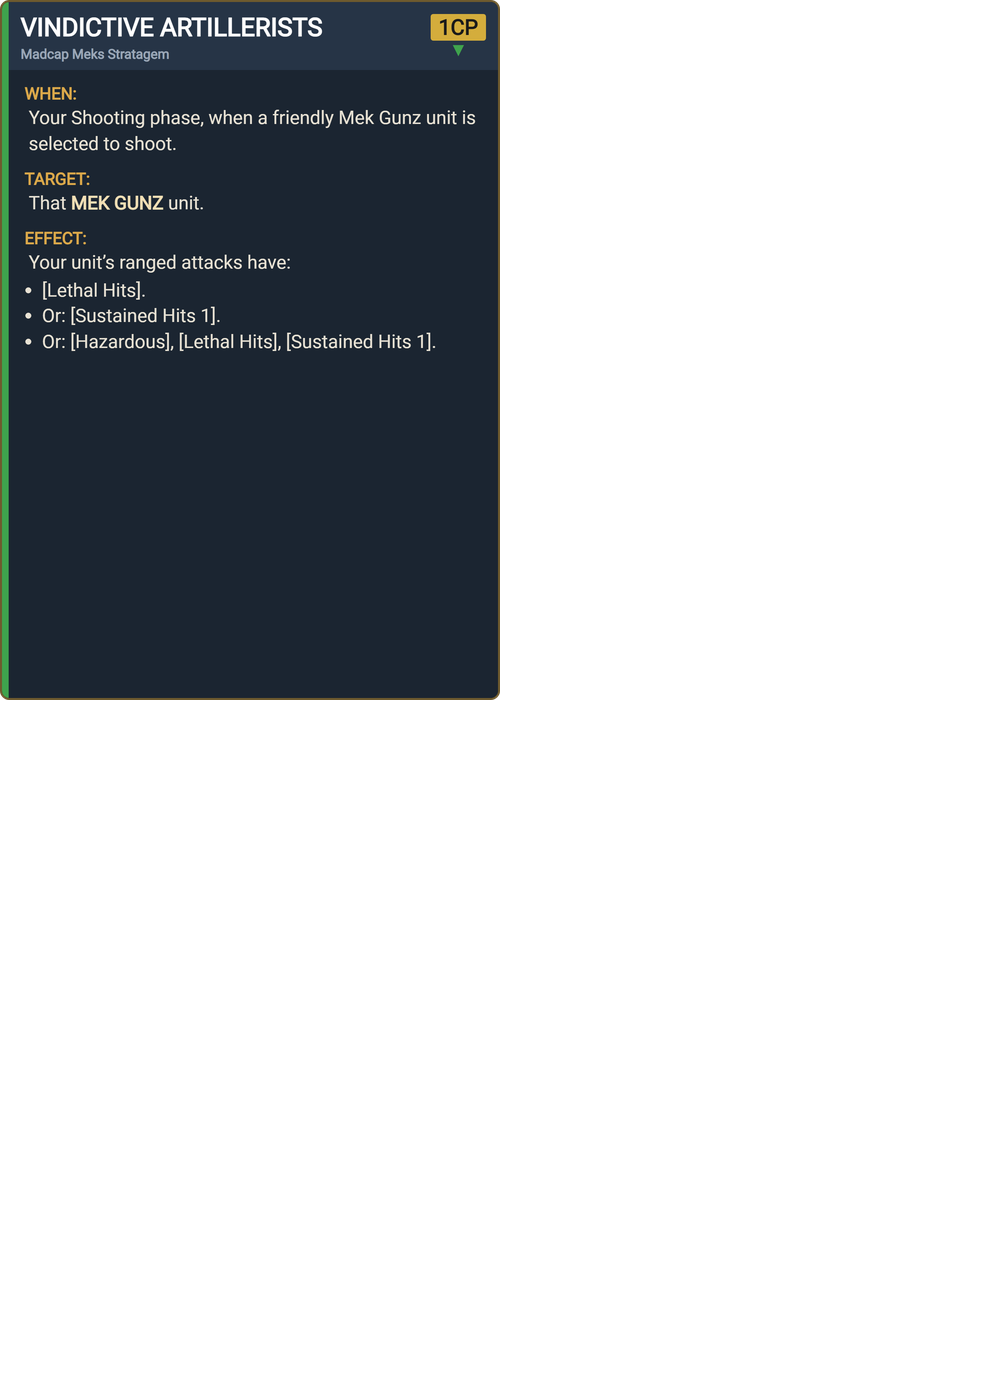 VINDICTIVE ARTILLERISTS
1CP
Madcap Meks Stratagem
WHEN:
Your Shooting phase, when a friendly Mek Gunz unit is
selected to shoot.
TARGET:
That MEK GUNZ unit.
EFFECT:
Your unit’s ranged attacks have:
• [Lethal Hits].
• Or: [Sustained Hits 1].
• Or: [Hazardous], [Lethal Hits], [Sustained Hits 1].